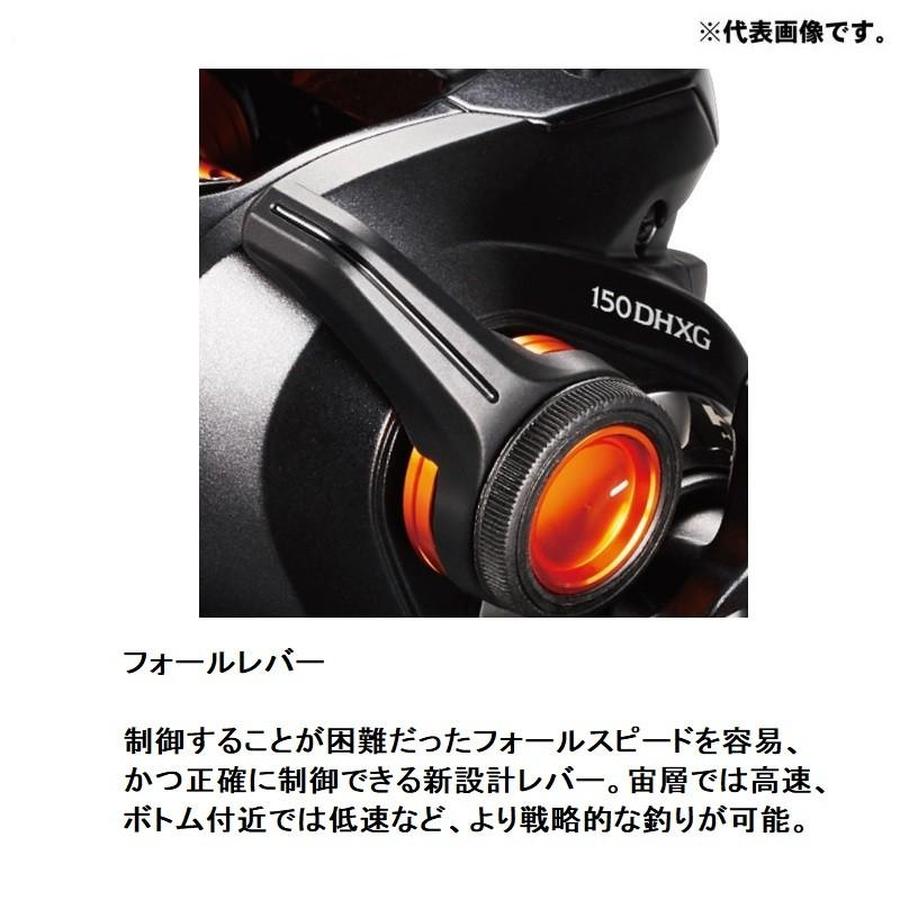 ※代表画像です。
150DHXG
フォールレバー
制御することが困難だったフォールスピードを容易、
かつ正確に制御できる新設計レバー。宙層では高速、
ボトム付近では低速など、より戦略的な釣りが可能。